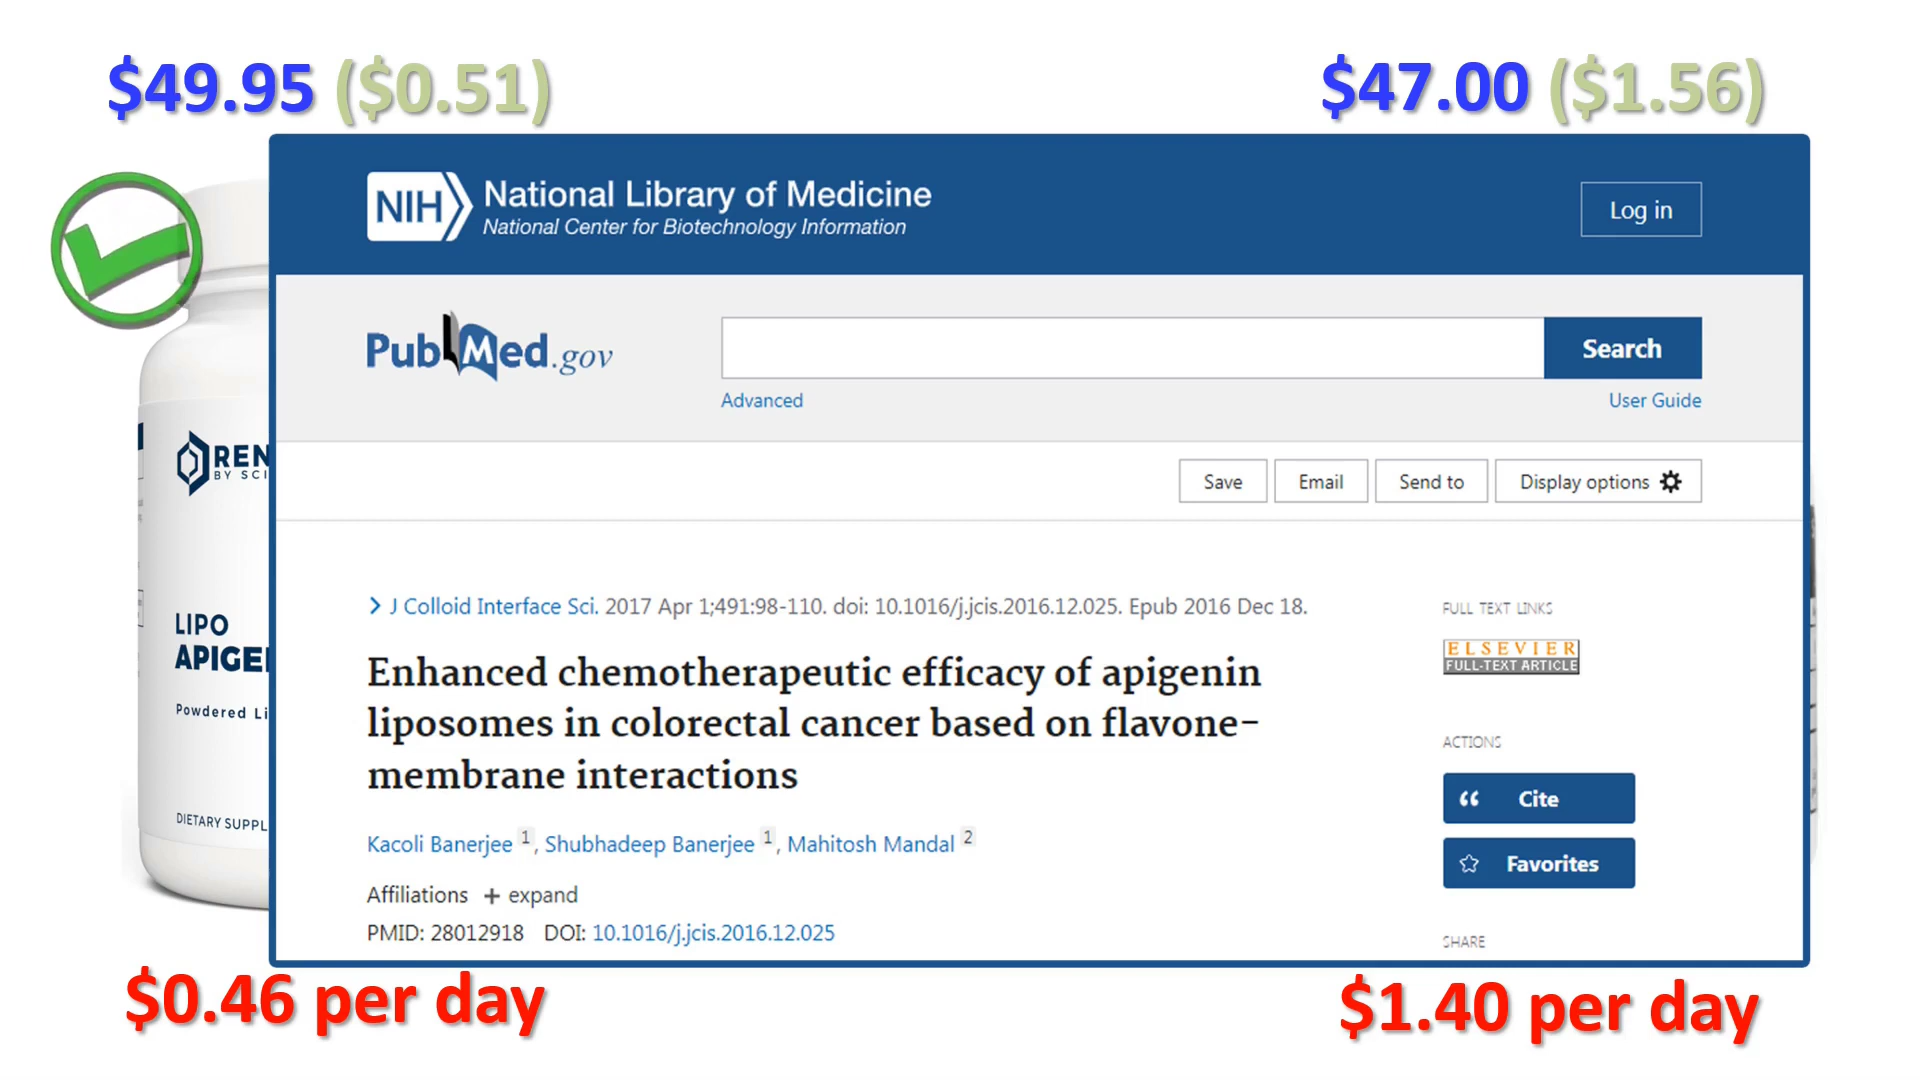 $49.95 ($0.51)
$47.00 ($1.56)
NIH
National Library of Medicine
National Center for Biotechnology Information
Log in
PubMed.gov
Search
Advanced
User Guide
Save
Email
Send to
Display options
J Colloid Interface Sci. 2017 Apr 1;491:98-110. doi: 10.1016/j.jcis.2016.12.025. Epub 2016 Dec 18.
Enhanced chemotherapeutic efficacy of apigenin
liposomes in colorectal cancer based on flavone-
membrane interactions
Kacoli Banerjee 1, Shubhadeep Banerjee 1, Mahitosh Mandal 2
Affiliations + expand
PMID: 28012918 DOI: 10.1016/j.jcis.2016.12.025
FULL TEXT LINKS
ELSEVIER
FULL-TEXT ARTICLE
ACTIONS
Cite
Favorites
SHARE
REN
BY SCI
LIPO
APIGE
Powdered Li
DIETARY SUPPL
$0.46 per day
$1.40 per day